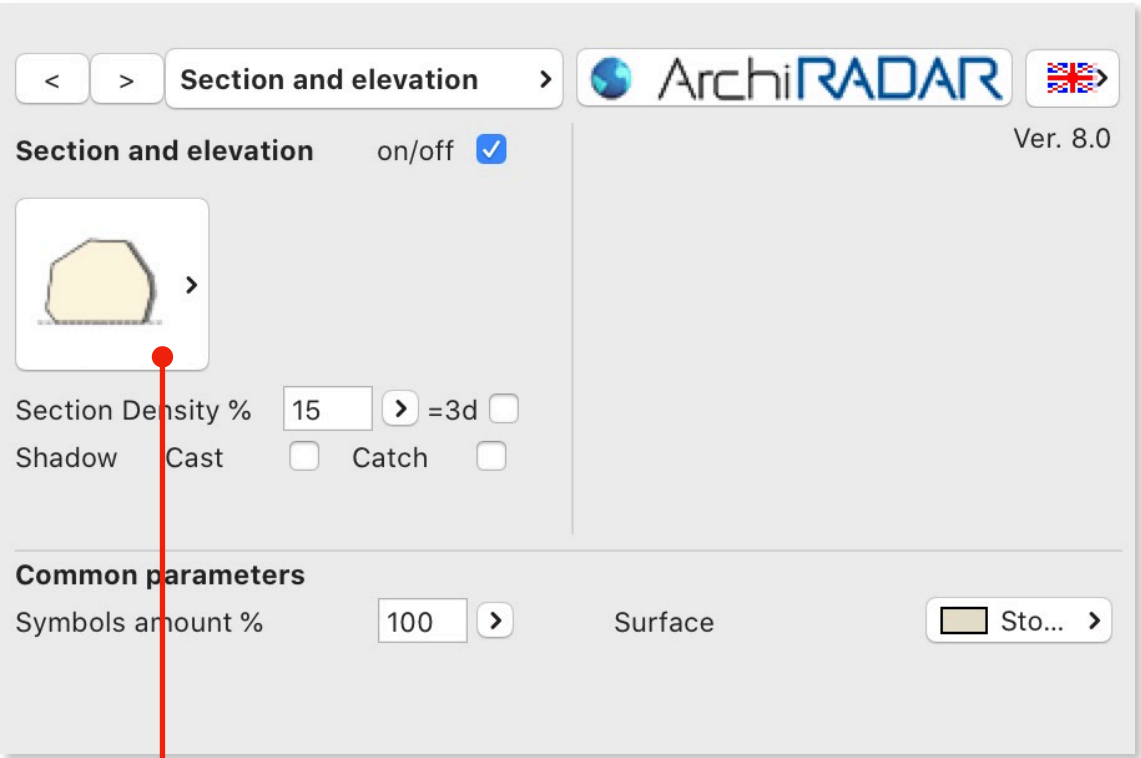 < > Section and elevation > ArchiRADAR >
Ver. 8.0
Section and elevation on/off
>
Section Density % 15 > =3d
Shadow Cast Catch
Common parameters
Symbols amount % 100 > Surface Sto... >